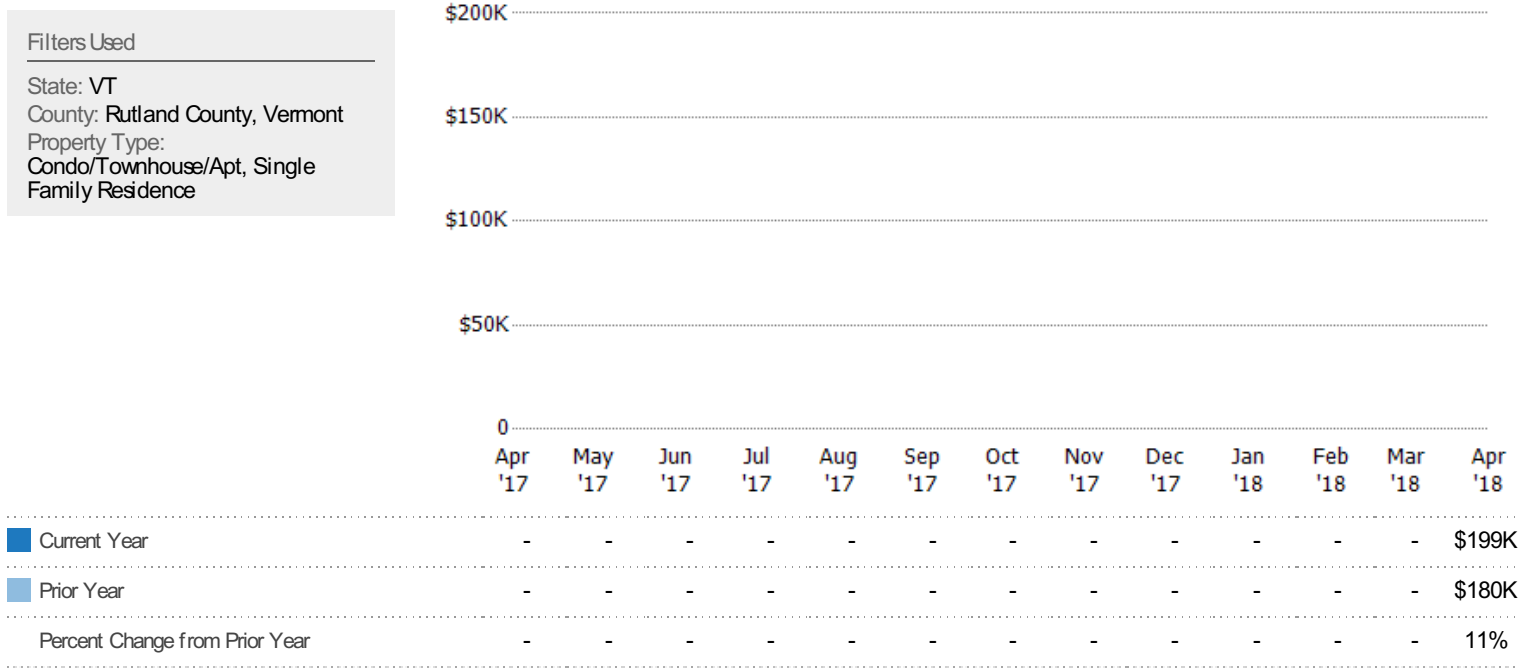 Filters Used
State: VT
County: Rutland County, Vermont
Property Type:
Condo/Townhouse/Apt, Single
Family Residence
$200K
$150K
$100K
$50K
0
Apr May Jun Jul Aug Sep Oct Nov Dec Jan Feb Mar Apr
'17 '17 '17 '17 '17 '17 '17 '17 '17 '18 '18 '18 '18
Current Year - - - - - - - - - - - - $199K
Prior Year - - - - - - - - - - - - $180K
Percent Change from Prior Year - - - - - - - - - - - - 11%